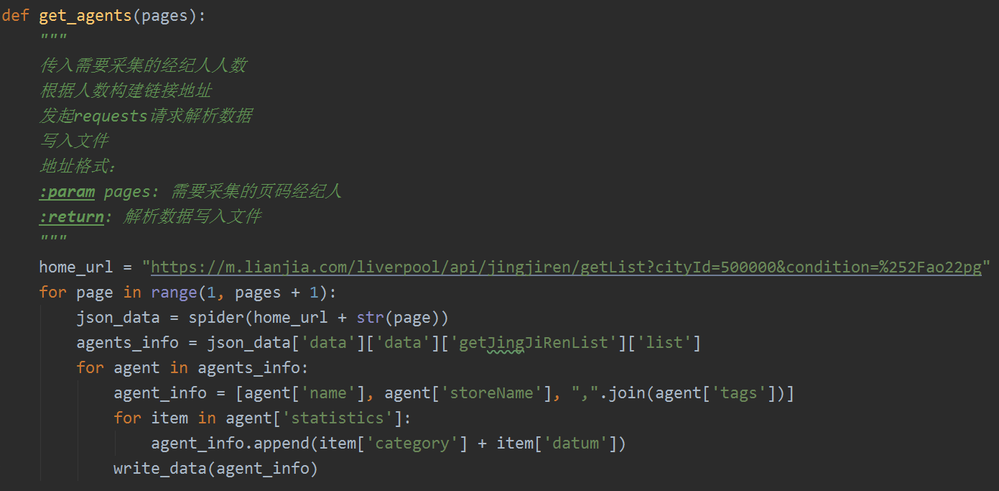 def get_agents(pages):
    """
    传入需要采集的经纪人人数
    根据人数构建链接地址
    发起requests请求解析数据
    写入文件
    地址格式：
    :param pages: 需要采集的页码经纪人
    :return: 解析数据写入文件
    """
    home_url = "https://m.lianjia.com/liverpool/api/jingjiren/getList?cityId=500000&condition=%252Fao22pg"
    for page in range(1, pages + 1):
        json_data = spider(home_url + str(page))
        agents_info = json_data['data']['data']['getJingJiRenList']['list']
        for agent in agents_info:
            agent_info = [agent['name'], agent['storeName'], ",".join(agent['tags'])]
            for item in agent['statistics']:
                agent_info.append(item['category'] + item['datum'])
            write_data(agent_info)